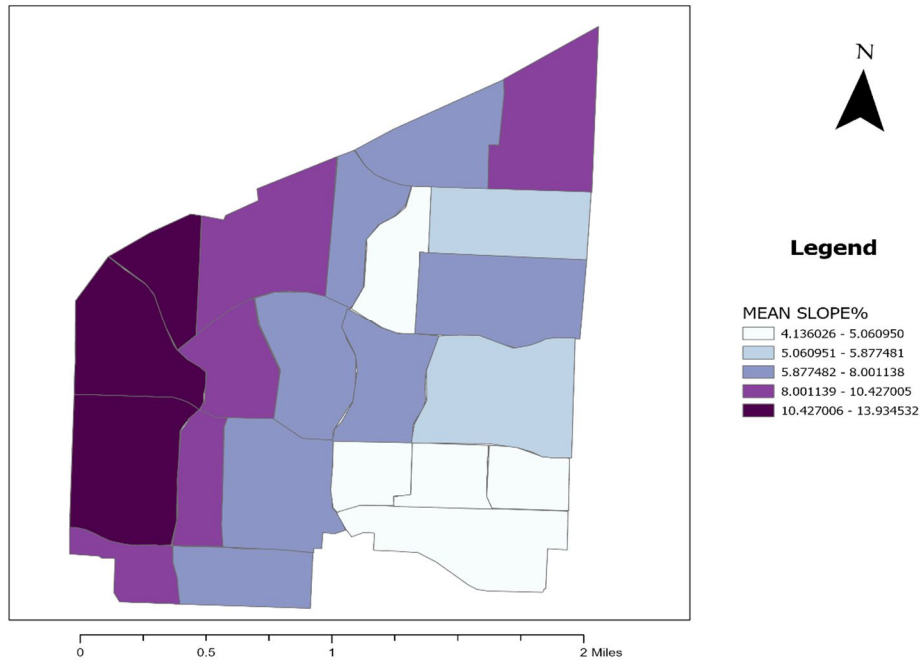 N
Legend
MEAN SLOPE%
4.136026 - 5.060950
5.060951 - 5.877481
5.877482 - 8.001138
8.001139 - 10.427005
10.427006 - 13.934532
0 0.5 1 2 Miles